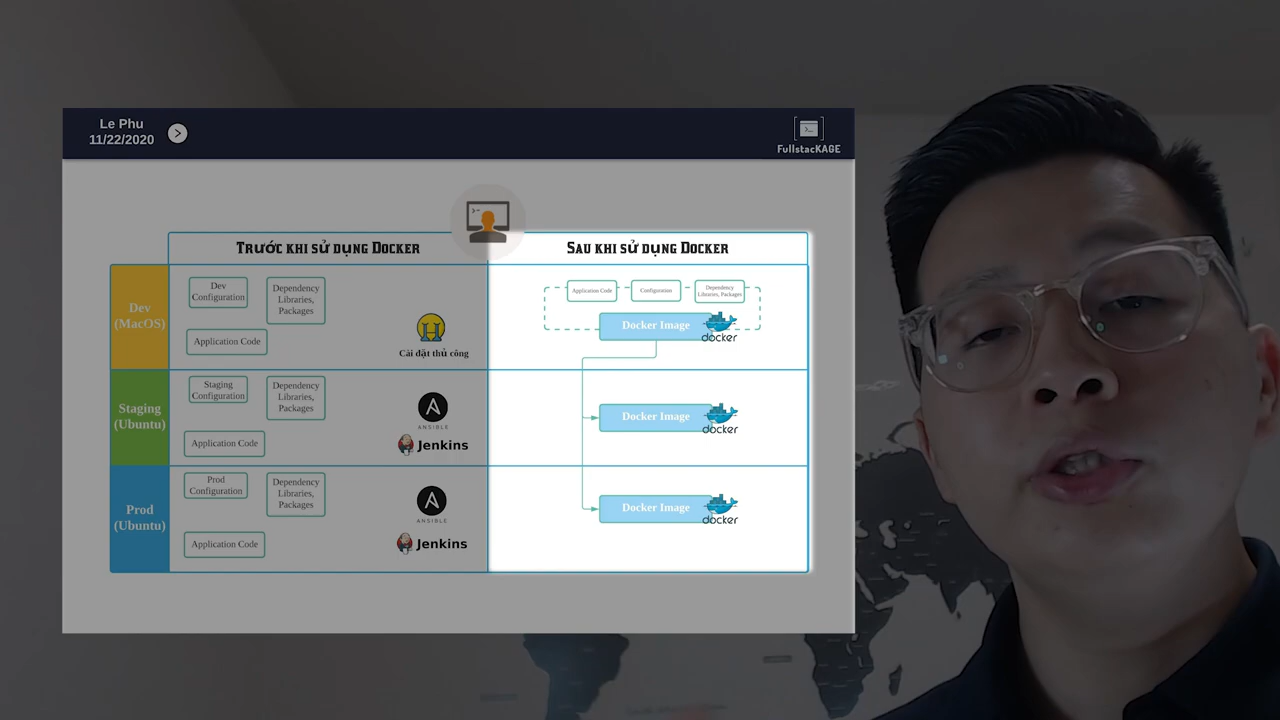 Le Phu
11/22/2020
FullstacKAGE
TRƯỚC KHI SỬ DỤNG DOCKER
SAU KHI SỬ DỤNG DOCKER
Dev
(MacOS)
Dev
Configuration
Dependency
Libraries,
Packages
Application Code
Cài đặt thủ công
Application Code
Configuration
Dependency
Libraries, Packages
Docker Image
docker
Staging
(Ubuntu)
Staging
Configuration
Dependency
Libraries,
Packages
Application Code
ANSIBLE
Jenkins
Docker Image
docker
Prod
(Ubuntu)
Prod
Configuration
Dependency
Libraries,
Packages
Application Code
ANSIBLE
Jenkins
Docker Image
docker